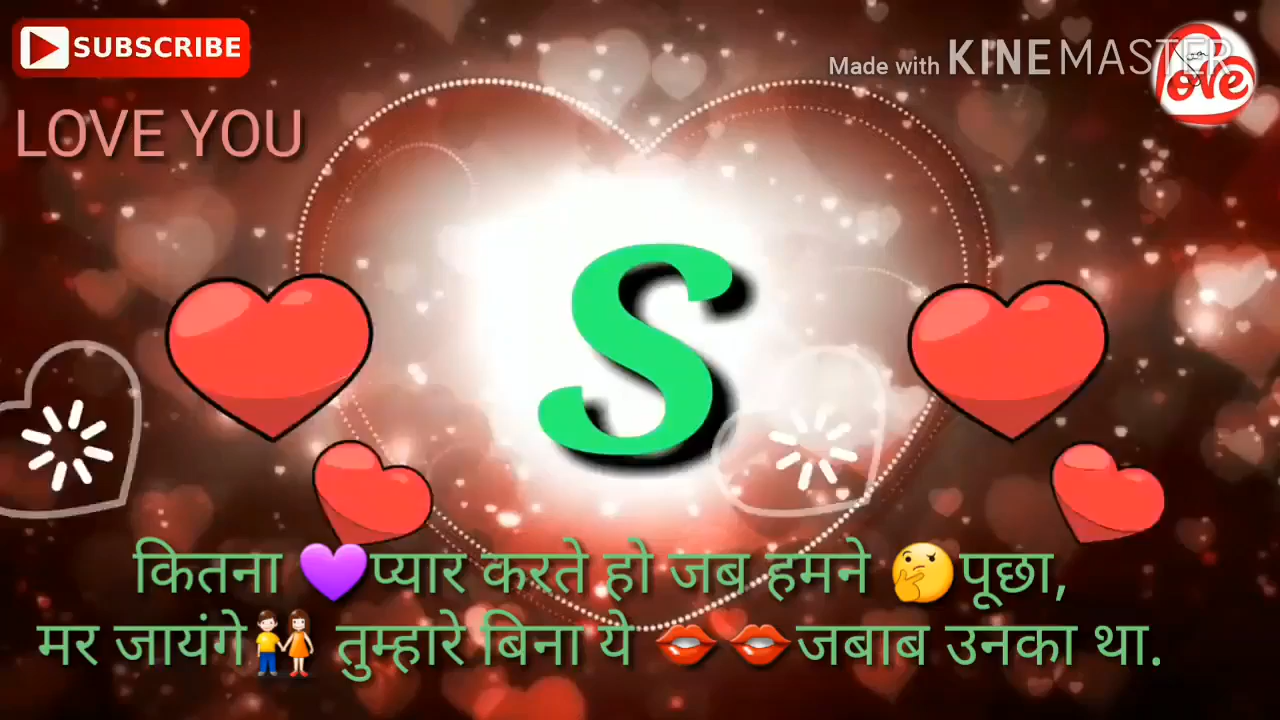 SUBSCRIBE
Made with KINEMASTER
love
LOVE YOU
S
कितना 💜प्यार करते हो जब हमने 🤔पूछा,
मर जायंगे👫 तुम्हारे बिना ये 👄👄जबाब उनका था.